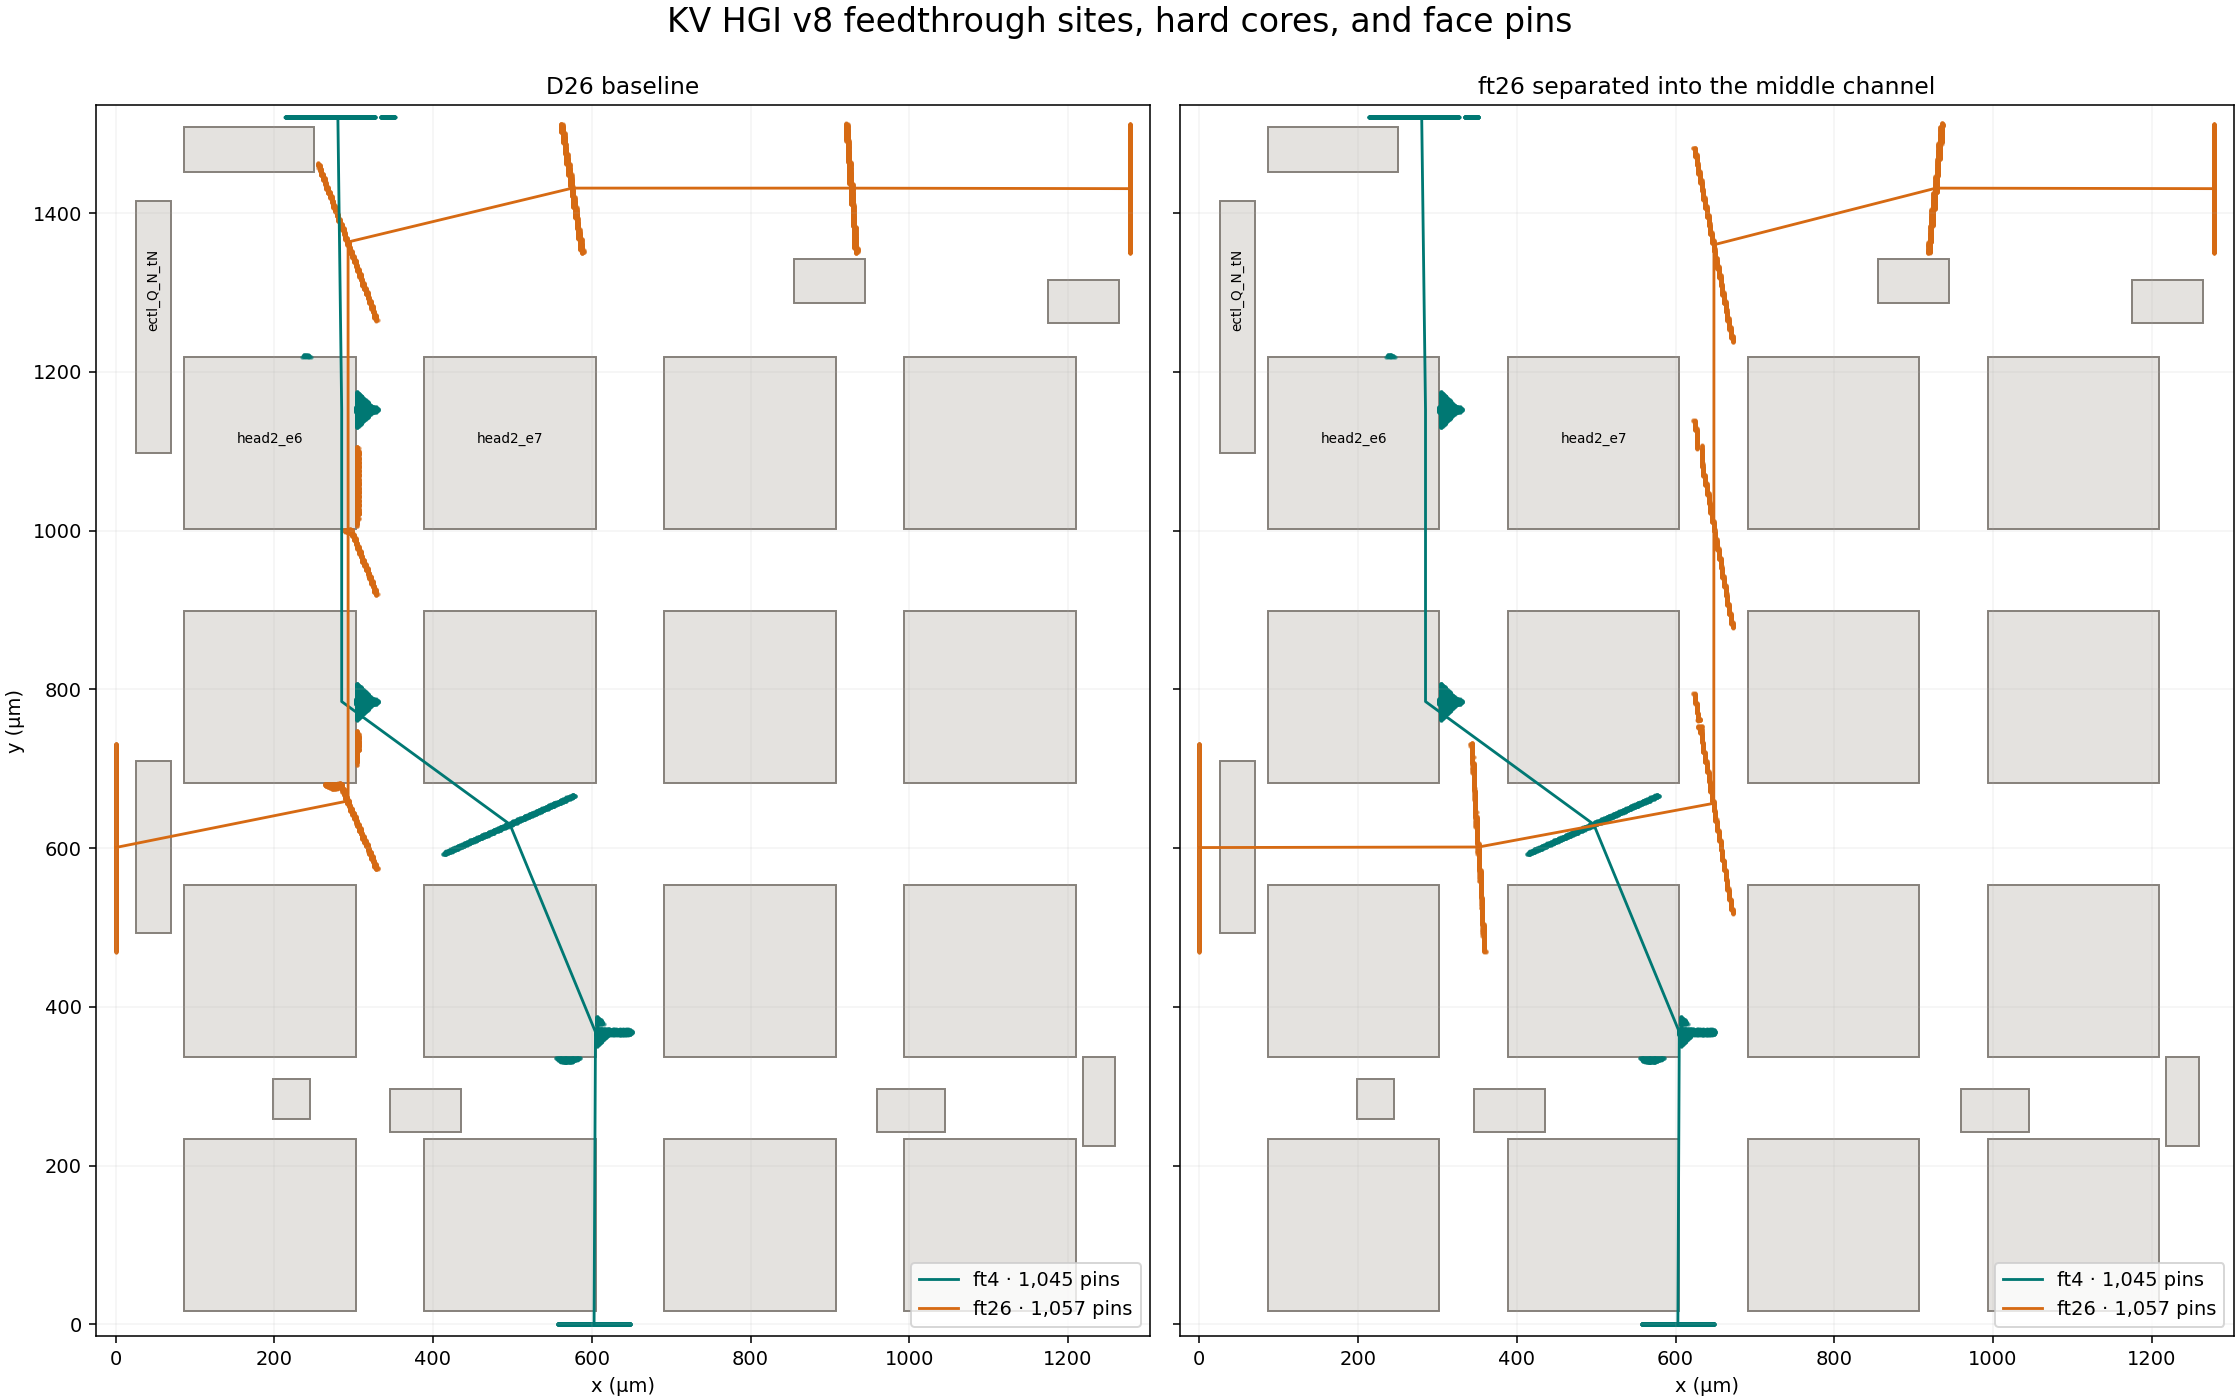 KV HGI v8 feedthrough sites, hard cores, and face pins
D26 baseline
1400
1200
1000
800
600
400
200
0
y (µm)
ectl_Q_N_tN
head2_e6
head2_e7
ft4 · 1,045 pins
ft26 · 1,057 pins
0 200 400 600 800 1000 1200
x (µm)
ft26 separated into the middle channel
ectl_Q_N_tN
head2_e6
head2_e7
ft4 · 1,045 pins
ft26 · 1,057 pins
0 200 400 600 800 1000 1200
x (µm)